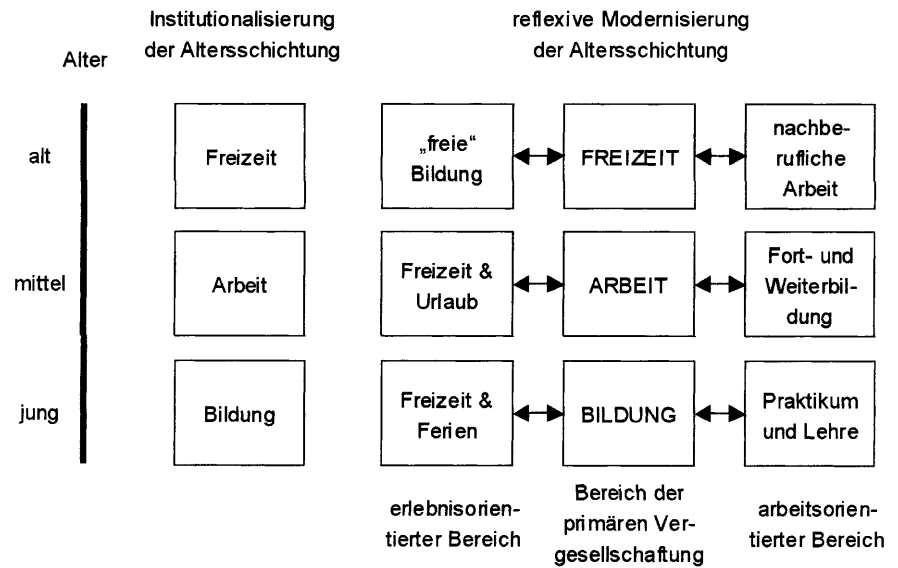 Institutionalisierung
der Altersschichtung
reflexive Modernisierung
der Altersschichtung
Alter
alt
Freizeit
„freie“
Bildung
FREIZEIT
nachbe-
rufliche
Arbeit
mittel
Arbeit
Freizeit &
Urlaub
ARBEIT
Fort- und
Weiterbil-
dung
jung
Bildung
Freizeit &
Ferien
BILDUNG
Praktikum
und Lehre
erlebnisorien-
tierter Bereich
Bereich der
primären Ver-
gesellschaftung
arbeitsorien-
tierter Bereich